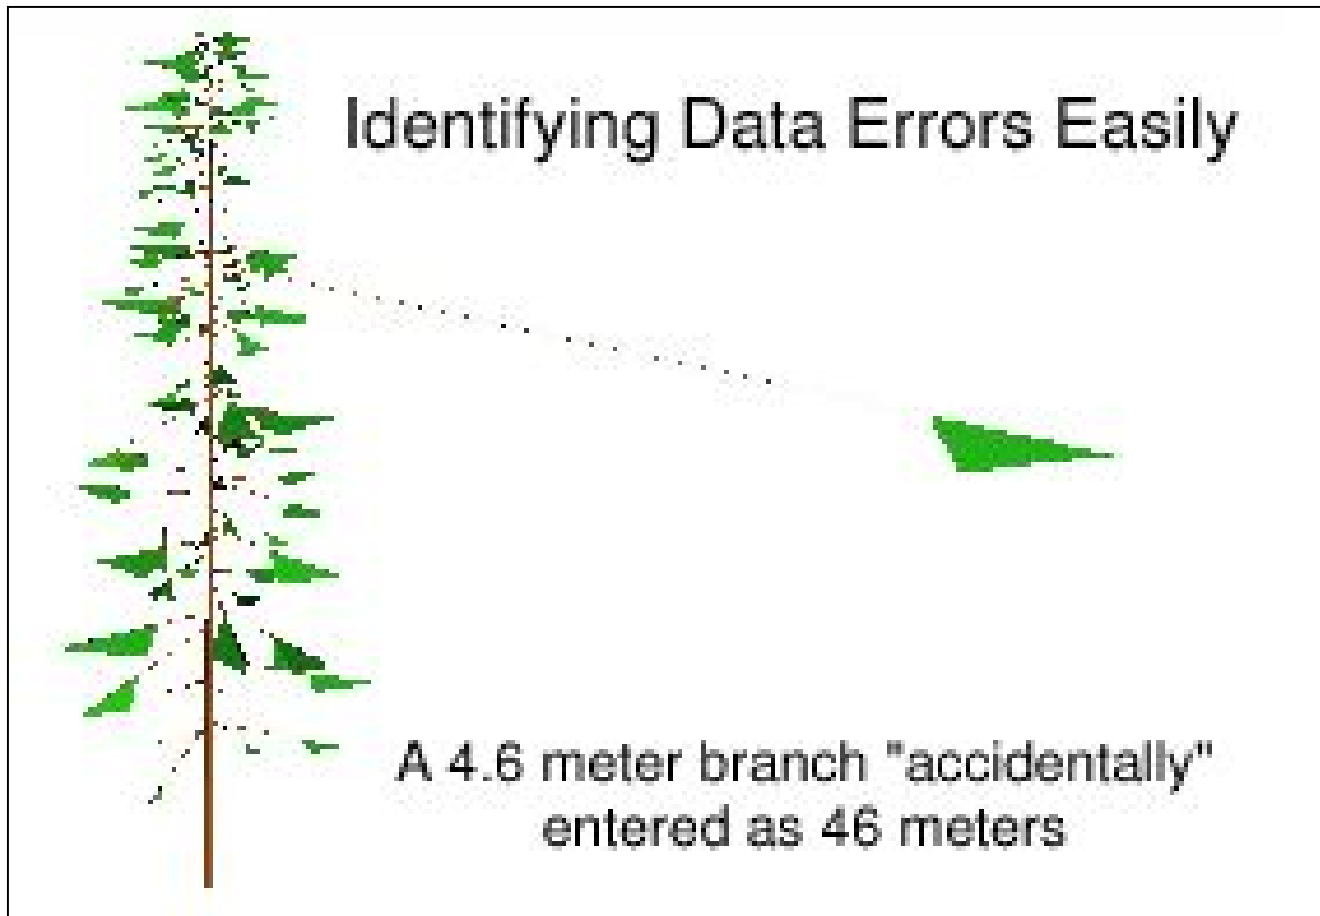 Identifying Data Errors Easily
A 4.6 meter branch "accidentally"
entered as 46 meters